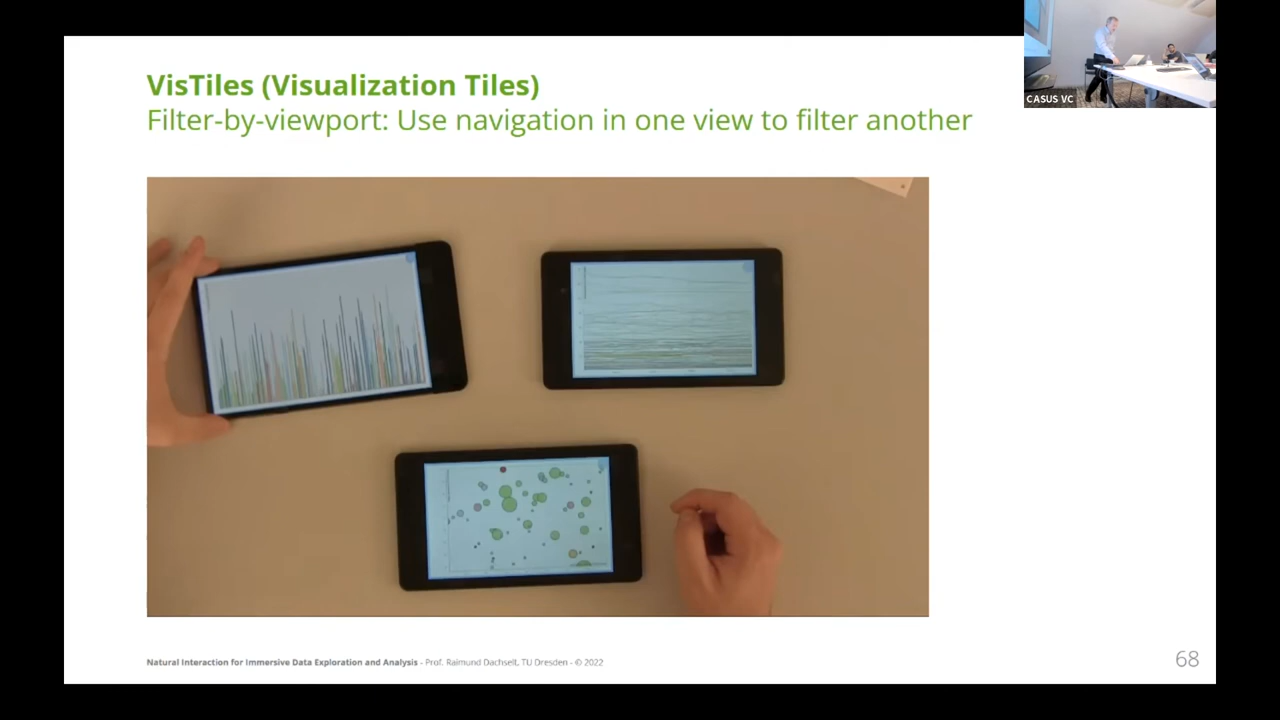 VisTiles (Visualization Tiles)
Filter-by-viewport: Use navigation in one view to filter another
CASUS VC
Natural Interaction for Immersive Data Exploration and Analysis - Prof. Raimund Dachselt, TU Dresden - © 2022
68